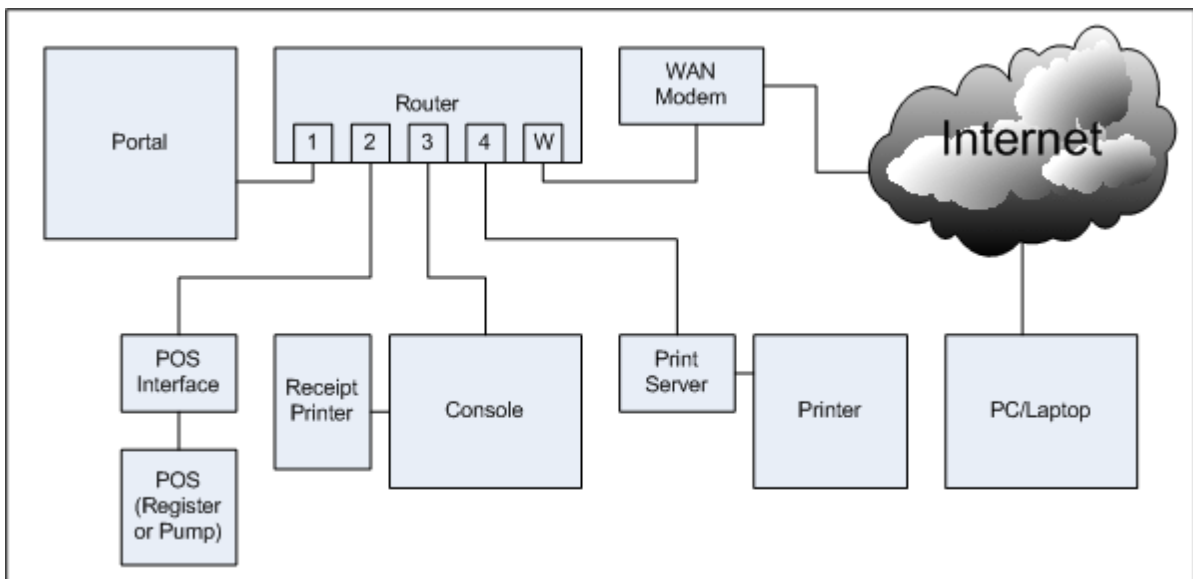 Portal
Router
1 2 3 4 W
WAN
Modem
Internet
POS
Interface
POS
(Register
or Pump)
Receipt
Printer
Console
Print
Server
Printer
PC/Laptop